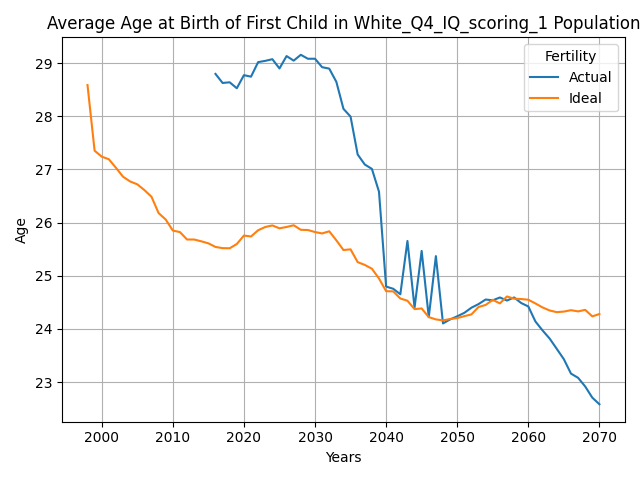 Average Age at Birth of First Child in White_Q4_IQ_scoring_1 Population
Fertility
Actual
Ideal
29
28
27
26
25
24
23
Age
2000
2010
2020
2030
2040
2050
2060
2070
Years